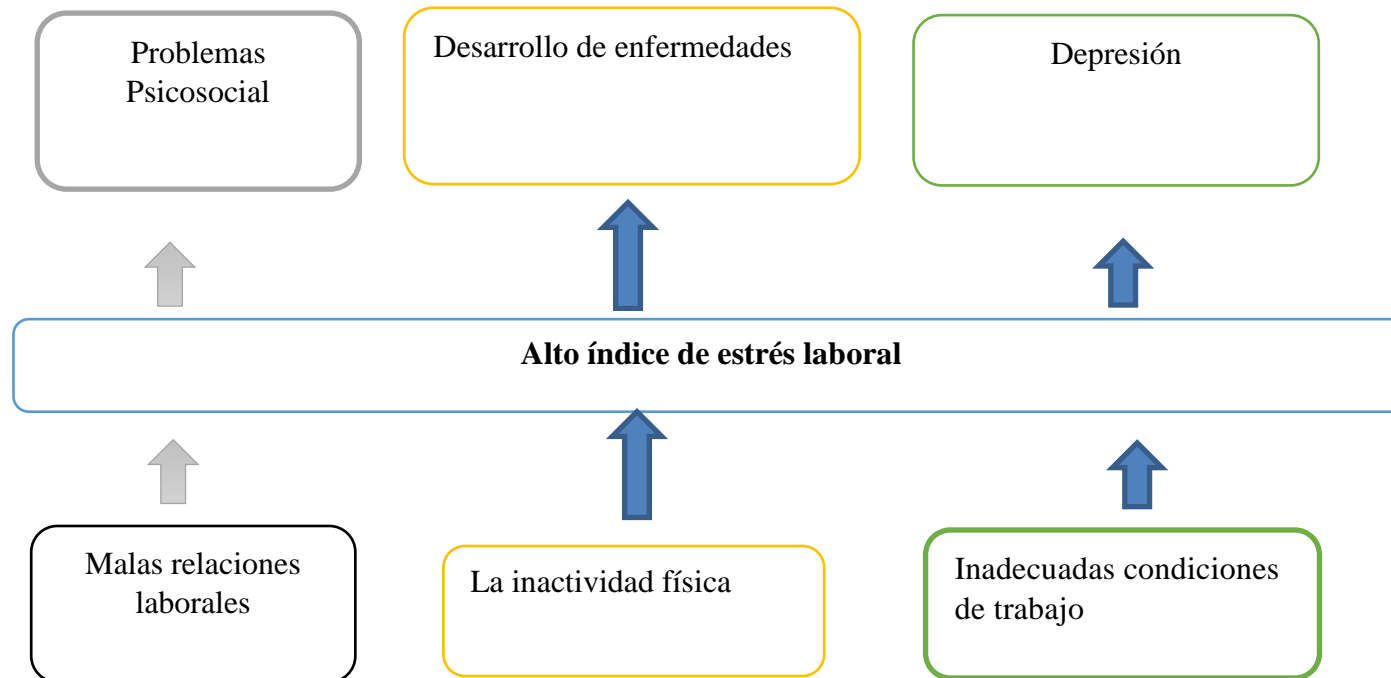 Problemas
Psicosocial
Desarrollo de enfermedades
Depresión
Alto índice de estrés laboral
Malas relaciones
laborales
La inactividad física
Inadecuadas condiciones
de trabajo